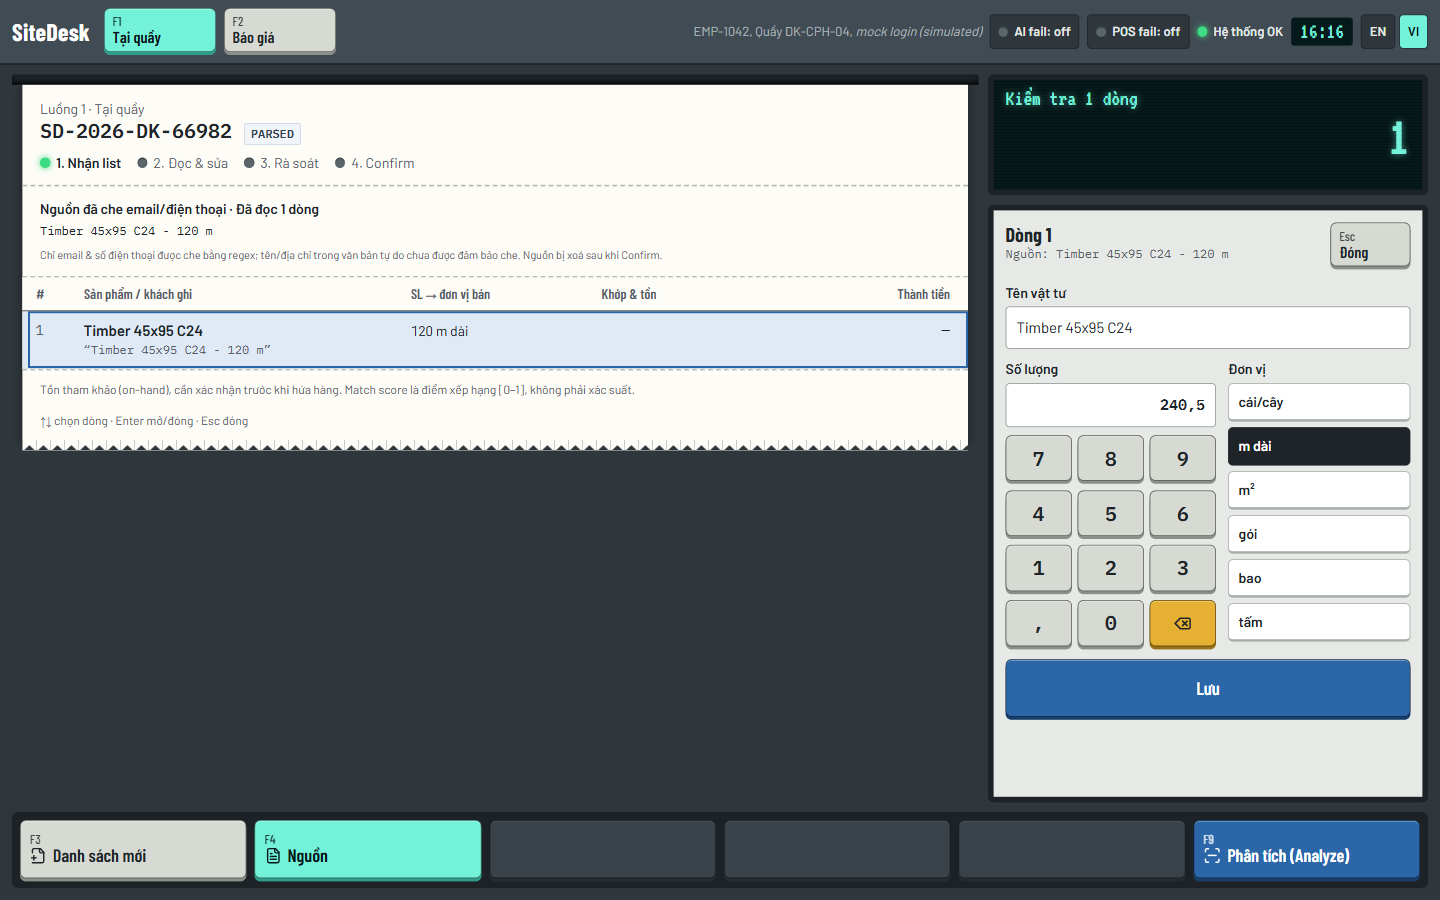 SiteDesk
F1
Tại quầy
F2
Báo giá
EMP-1042, Quầy DK-CPH-04, mock login (simulated)
AI fail: off
POS fail: off
Hệ thống OK
16:16
EN
VI
Luồng 1 · Tại quầy
SD-2026-DK-66982
PARSED
1. Nhận list
2. Đọc & sửa
3. Rà soát
4. Confirm
Nguồn đã che email/điện thoại · Đã đọc 1 dòng
Timber 45x95 C24 - 120 m
Chỉ email & số điện thoại được che bằng regex; tên/địa chỉ trong văn bản tự do chưa được đảm bảo che. Nguồn bị xoá sau khi Confirm.
# Sản phẩm / khách ghi SL → đơn vị bán Khớp & tồn Thành tiền
1 Timber 45x95 C24 120 m dài —
“Timber 45x95 C24 - 120 m”
Tồn tham khảo (on-hand), cần xác nhận trước khi hứa hàng. Match score là điểm xếp hạng [0–1], không phải xác suất.
↑↓ chọn dòng · Enter mở/đóng · Esc đóng
Kiểm tra 1 dòng
1
Dòng 1
Nguồn: Timber 45x95 C24 - 120 m
Esc
Đóng
Tên vật tư
Timber 45x95 C24
Số lượng
240,5
7 8 9
4 5 6
1 2 3
, 0
Đơn vị
cái/cây
m dài
m²
gói
bao
tấm
Lưu
F3
Danh sách mới
F4
Nguồn
F9
Phân tích (Analyze)